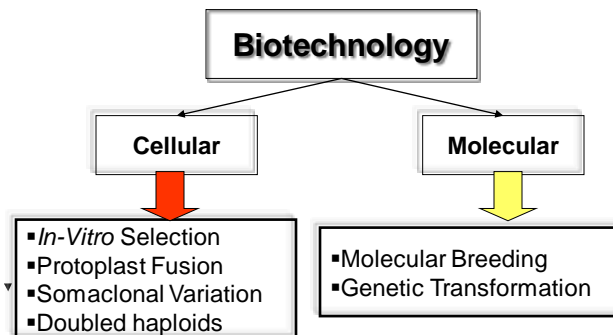 Biotechnology
Cellular
Molecular
▪In-Vitro Selection
▪Protoplast Fusion
▪Somaclonal Variation
▪Doubled haploids
▪Molecular Breeding
▪Genetic Transformation